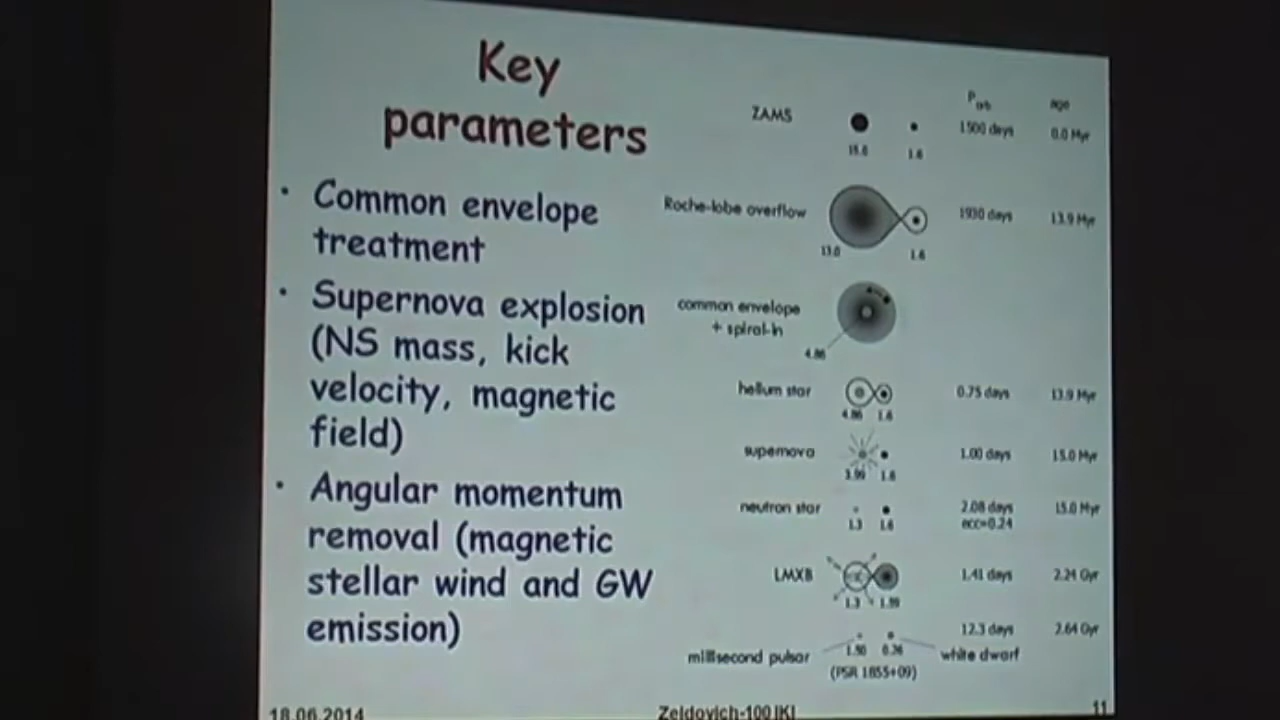 Key
parameters
• Common envelope
treatment
• Supernova explosion
(NS mass, kick
velocity, magnetic
field)
• Angular momentum
removal (magnetic
stellar wind and GW
emission)
P orb age
ZAMS 1500 days 0.0 Myr
15.0 1.6
Roche-lobe overflow 1930 days 13.9 Myr
13.0 1.6
common envelope
+ spiral-in
4.86
helium star 0.75 days 13.9 Myr
4.86 1.6
supernova 1.00 days 15.0 Myr
3.99 1.6
neutron star 2.08 days 15.0 Myr
ecc=0.24
1.3 1.6
LMXB 1.41 days 2.24 Gyr
1.3 1.59
12.3 days 2.64 Gyr
millisecond pulsar 1.50 0.26 white dwarf
(PSR 1855+09)
18.06.2014 Zeldovich-100 IKI 11